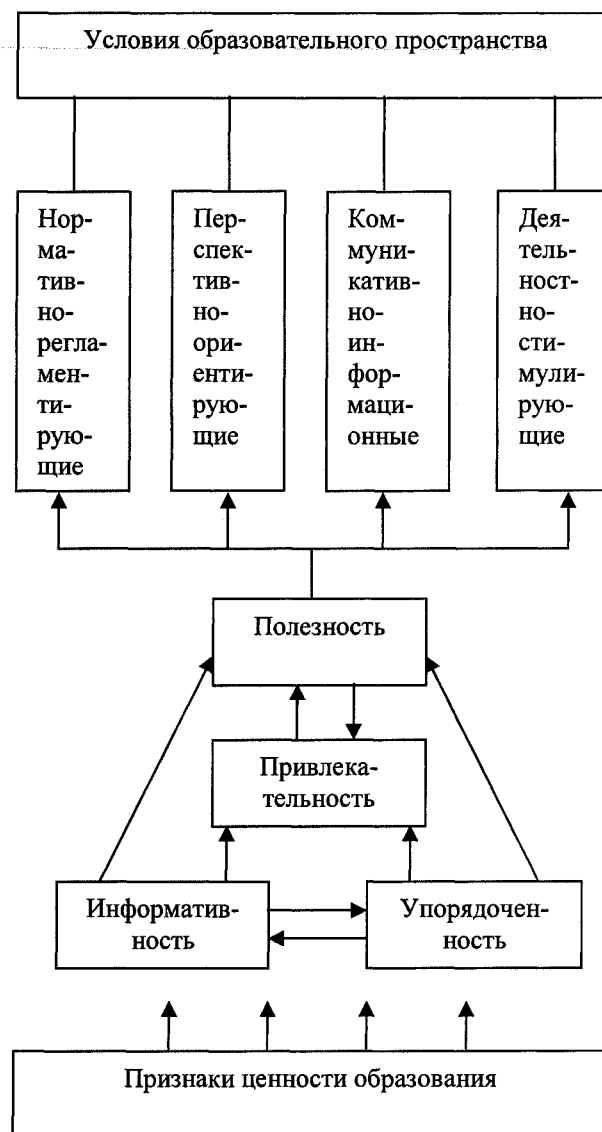 Условия образовательного пространства
Нор-
ма-
тив-
но-
регла-
мен-
ти-
рую-
щие
Пер-
спек-
тив-
но-
ори-
енти-
рую-
щие
Ком-
муни-
катив-
но-
ин-
фор-
маци-
онные
Дея-
тель-
ност-
но-
сти-
мули-
рую-
щие
Полезность
Привлека-
тельность
Информатив-
ность
Упорядочен-
ность
Признаки ценности образования